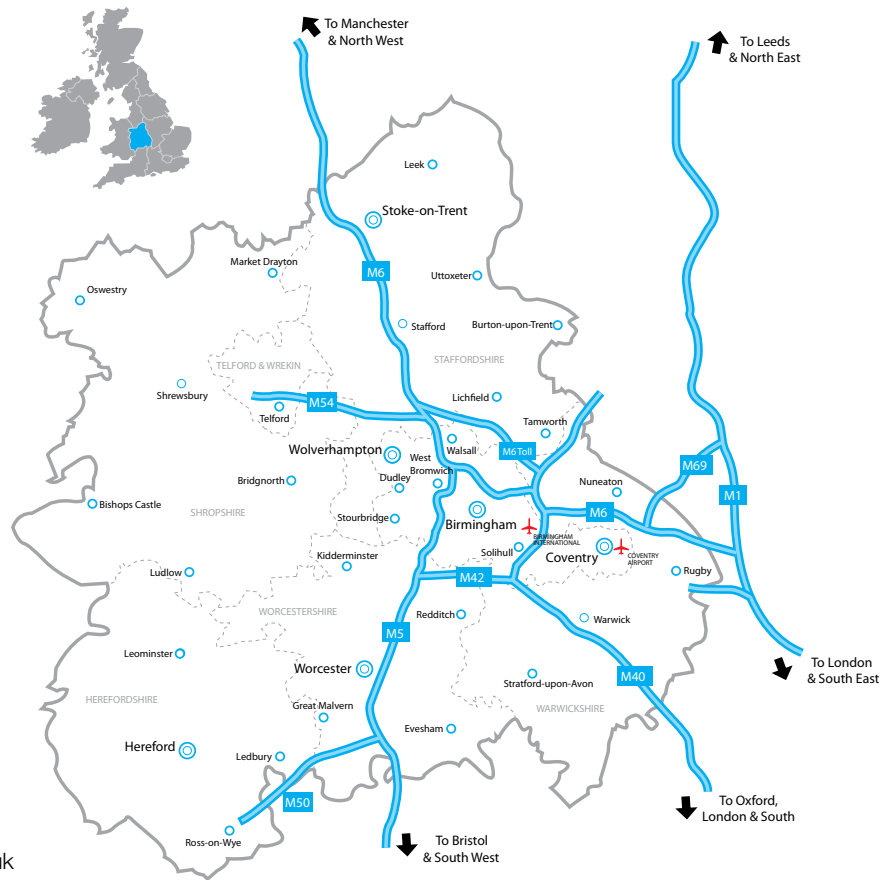 To Manchester
& North West
To Leeds
& North East
Leek
Stoke-on-Trent
Market Drayton
M6
Uttoxeter
Oswestry
Stafford
Burton-upon-Trent
TELFORD & WREKIN
STAFFORDSHIRE
Shrewsbury
M54
Lichfield
Telford
Tamworth
Wolverhampton
West
Bromwich
Walsall
M6 Toll
M69
Bridgnorth
Dudley
Nuneaton
M1
Bishops Castle
SHROPSHIRE
Stourbridge
Birmingham
M6
BIRMINGHAM
INTERNATIONAL
Kidderminster
Solihull
Coventry
COVENTRY
AIRPORT
Ludlow
M42
Rugby
WORCESTERSHIRE
Redditch
Warwick
M5
Leominster
Worcester
To London
& South East
Stratford-upon-Avon
M40
HEREFORDSHIRE
Great Malvern
WARWICKSHIRE
Evesham
Hereford
Ledbury
M50
To Oxford,
London & South
Ross-on-Wye
To Bristol
& South West
uk